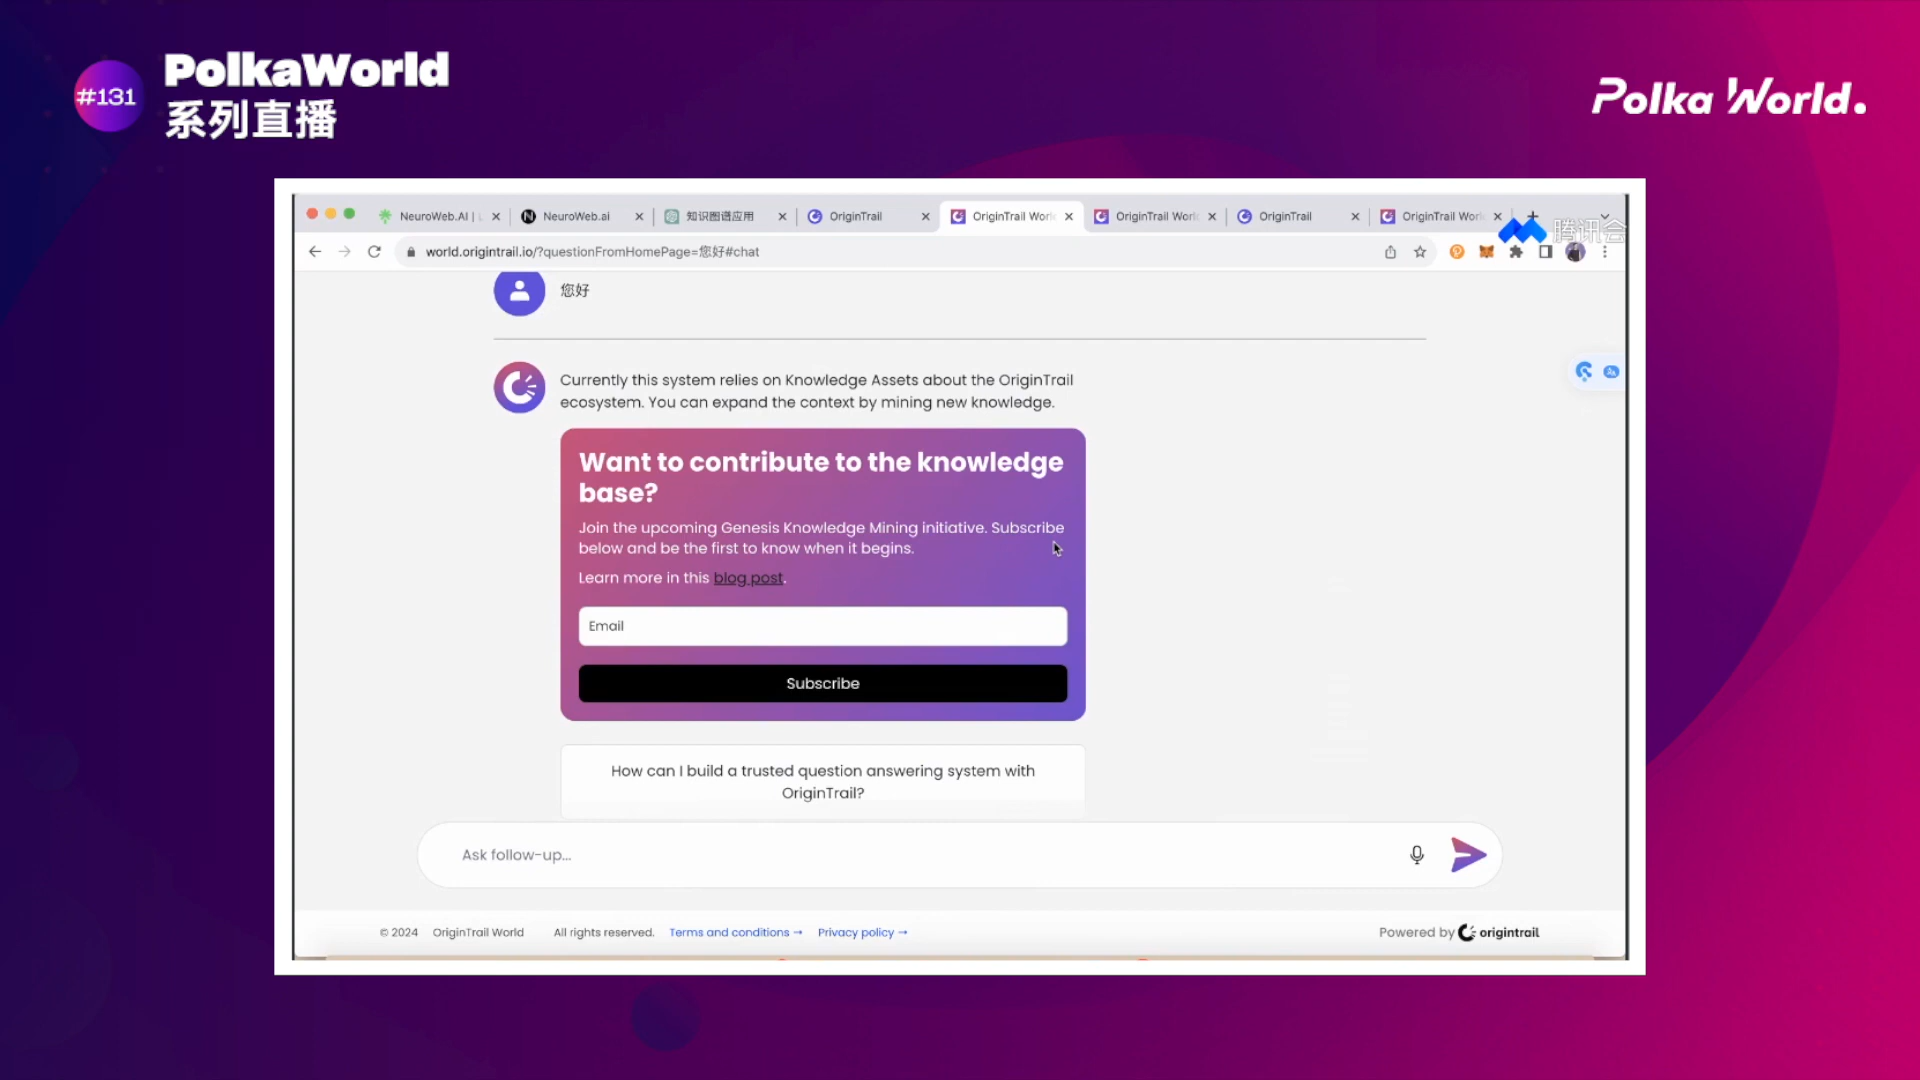 #131
PolkaWorld
系列直播
Polka World.
NeuroWeb.AI |
NeuroWeb.ai
知识图谱应用
OriginTrail
OriginTrail Worl
OriginTrail Worl
OriginTrail
OriginTrail Worl
腾讯会
world.origintrail.io/?questionFromHomePage=您好#chat
您好
Currently this system relies on Knowledge Assets about the OriginTrail
ecosystem. You can expand the context by mining new knowledge.
Want to contribute to the knowledge
base?
Join the upcoming Genesis Knowledge Mining initiative. Subscribe
below and be the first to know when it begins.
Learn more in this blog post.
Email
Subscribe
How can I build a trusted question answering system with
OriginTrail?
Ask follow-up...
© 2024 OriginTrail World All rights reserved. Terms and conditions → Privacy policy → Powered by origintrail